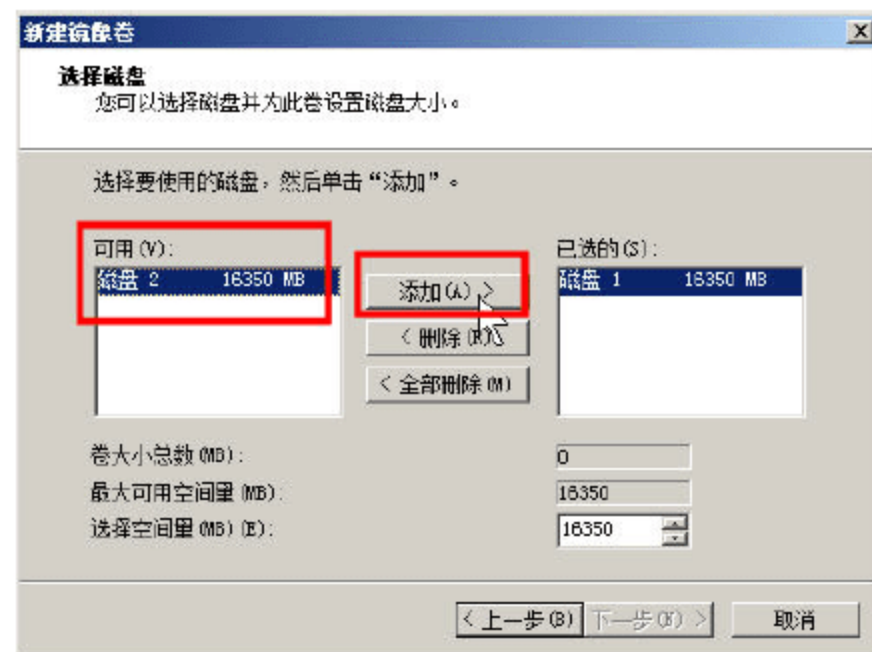 新建镜像卷
选择磁盘
您可以选择磁盘并为此卷设置磁盘大小。
选择要使用的磁盘，然后单击“添加”。
可用(V):
已选的(S):
磁盘 2 16350 MB
添加(A) >
磁盘 1 16350 MB
< 删除(R)
< 全部删除(M)
卷大小总数(MB): 0
最大可用空间量(MB): 16350
选择空间量(MB)(E): 16350
< 上一步(B) 下一步(N) > 取消